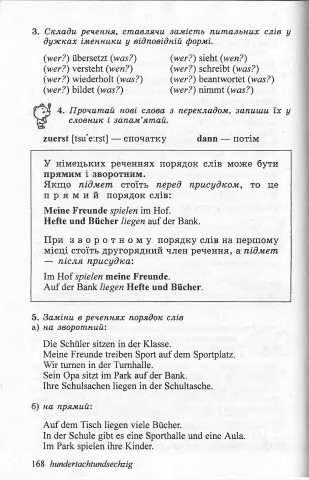 3. Склади речення, ставлячи замість питальних слів у
дужках іменники у відповідній формі.
(wer?) übersetzt (was?)
(wer?) sieht (wen?)
(wer?) versteht (wen?)
(wer?) schreibt (was?)
(wer?) wiederholt (was?)
(wer?) beantwortet (was?)
(wer?) bildet (was?)
(wer?) nimmt (was?)
4. Прочитай нові слова з перекладом, запиши їх у
словник і запам'ятай.
zuerst [tsu'e:rst] — спочатку
dann — потім
У німецьких реченнях порядок слів може бути
прямим і зворотним.
Якщо підмет стоїть перед присудком, то це
прямий порядок слів:
Meine Freunde spielen im Hof.
Hefte und Bücher liegen auf der Bank.
При зворотному порядку слів на першому
місці стоїть другорядний член речення, а підмет
— після присудка:
Im Hof spielen meine Freunde.
Auf der Bank liegen Hefte und Bücher.
5. Заміни в реченнях порядок слів
а) на зворотний:
Die Schüler sitzen in der Klasse.
Meine Freunde treiben Sport auf dem Sportplatz.
Wir turnen in der Turnhalle.
Sein Opa sitzt im Park auf der Bank.
Ihre Schulsachen liegen in der Schultasche.
б) на прямий:
Auf dem Tisch liegen viele Bücher.
In der Schule gibt es eine Sporthalle und eine Aula.
Im Park spielen ihre Kinder.
168 hundertachtundsechzig